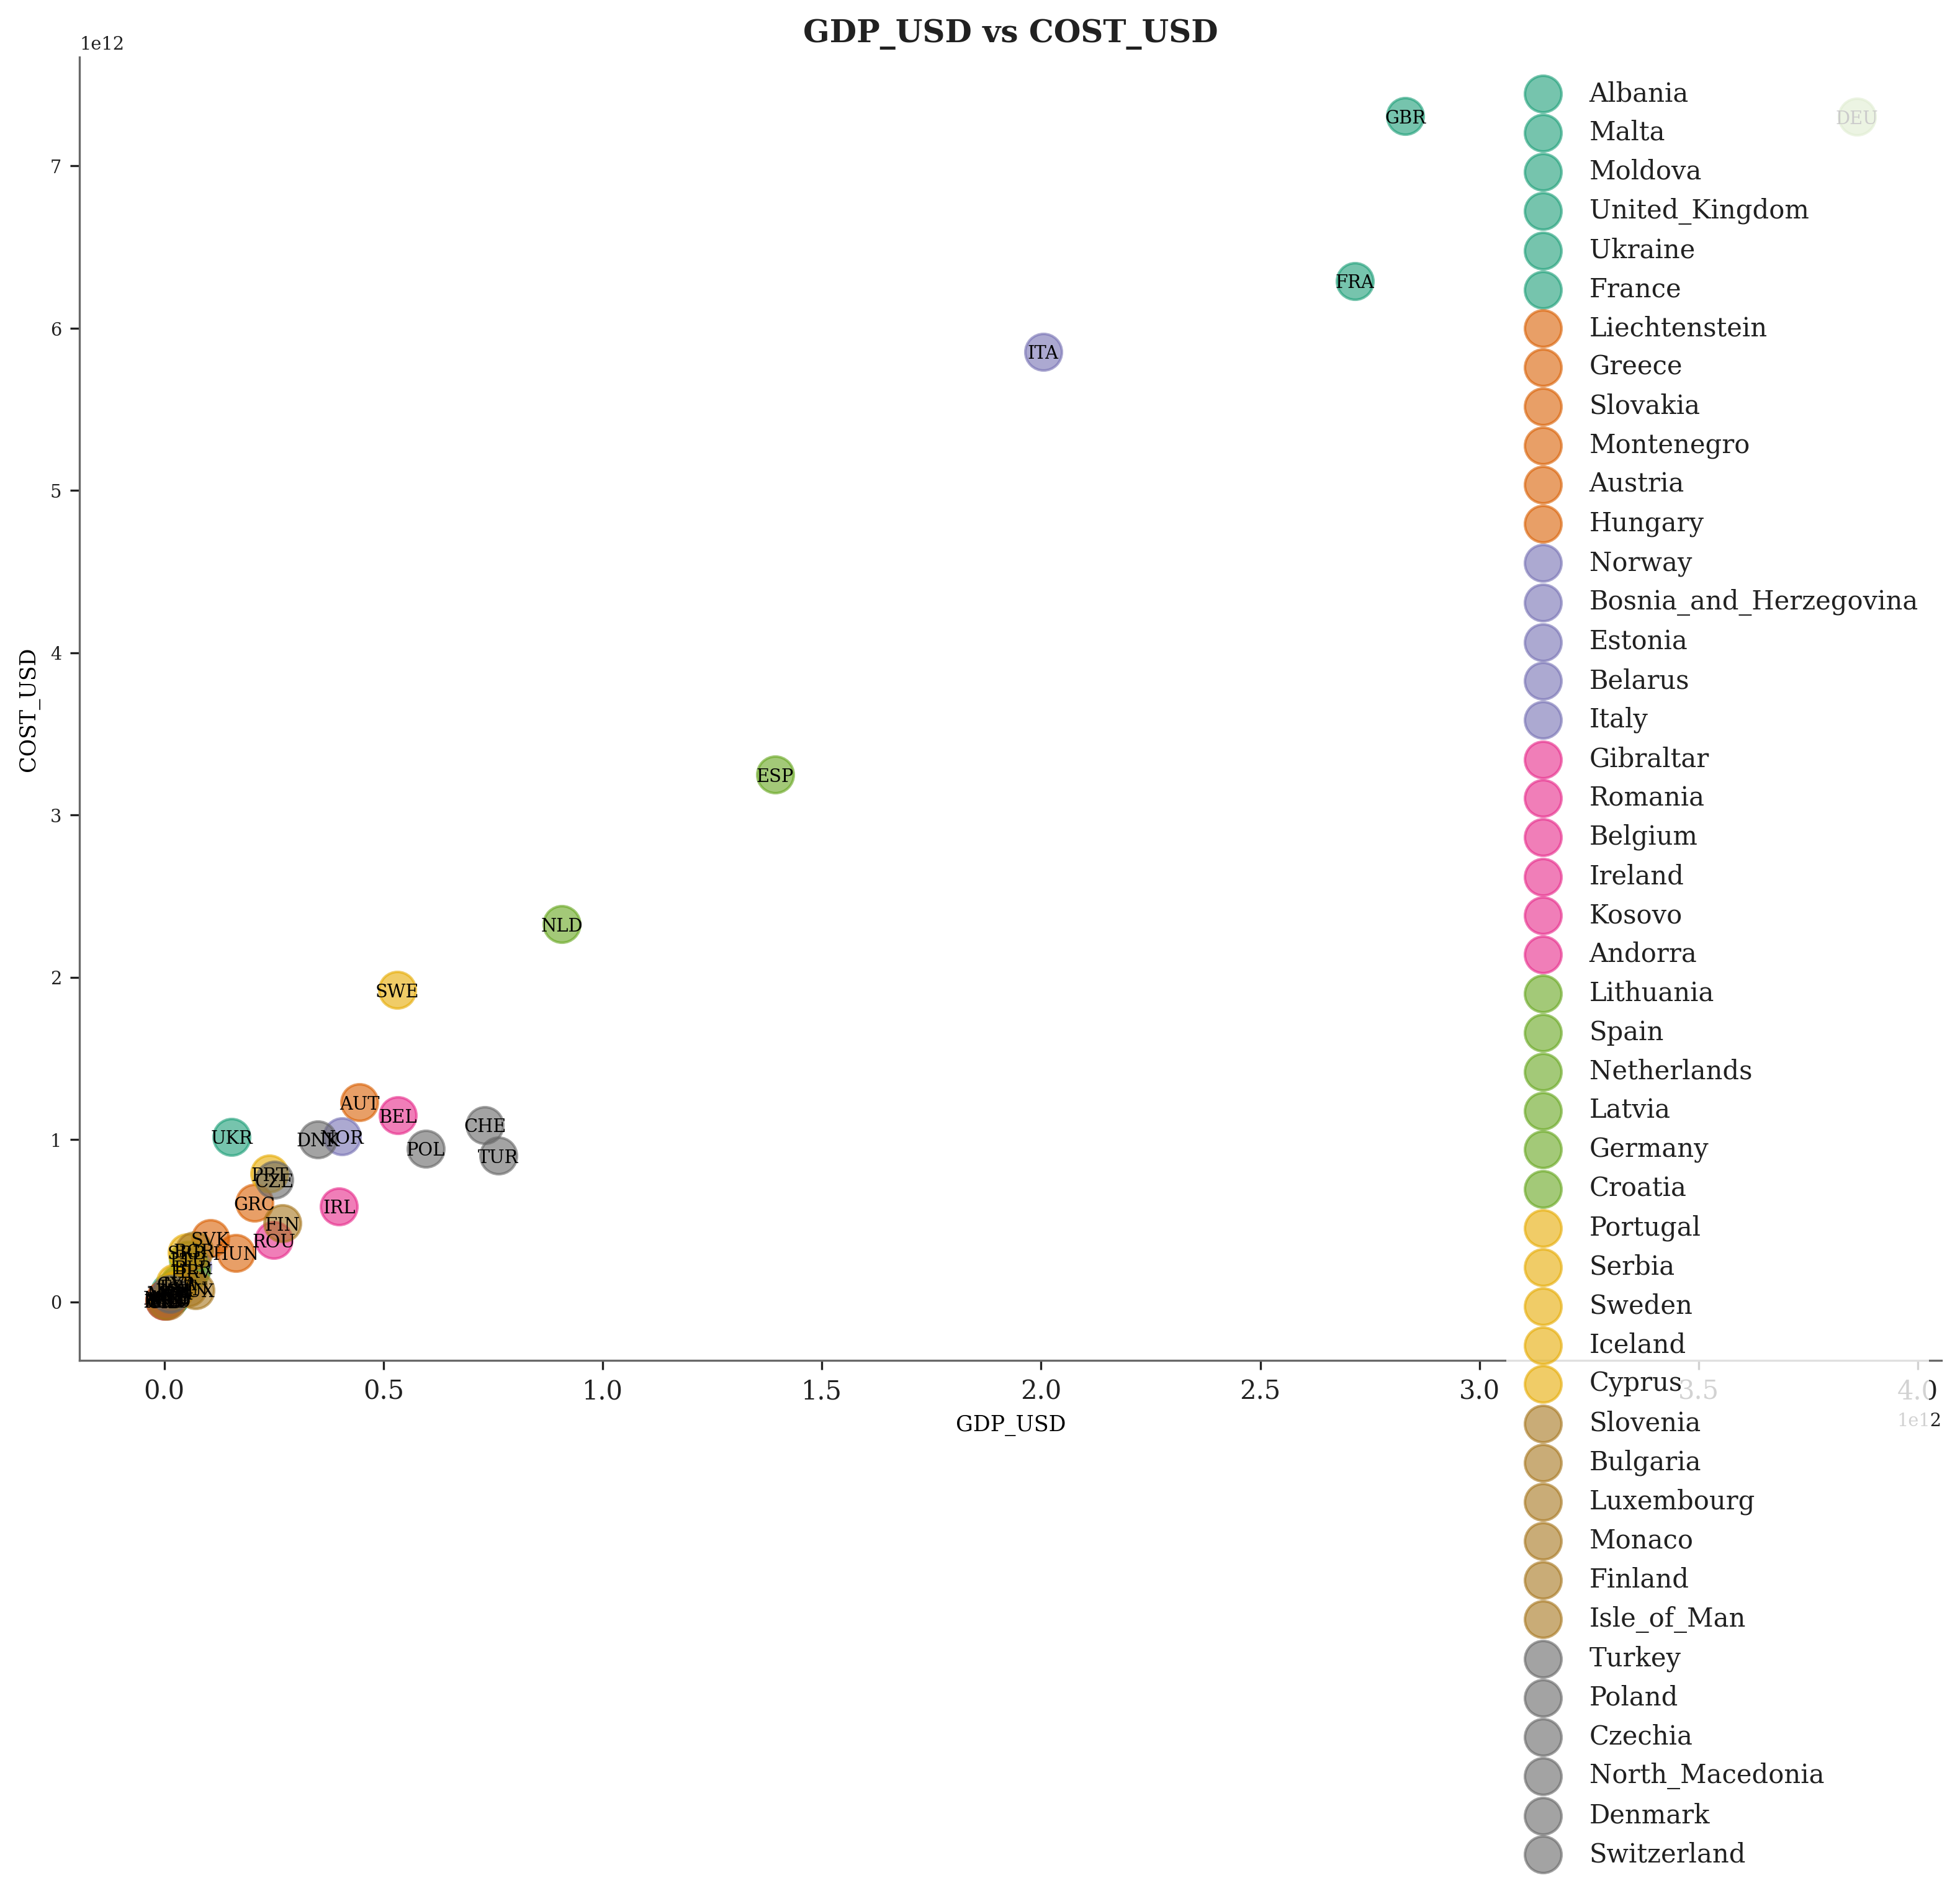 GDP_USD vs COST_USD
1e12
7
6
5
4
3
2
1
0
COST_USD
GBR
DEU
FRA
ITA
ESP
NLD
SWE
AUT
BEL
CHE
UKR
DNK
NOR
POL
TUR
PRT
CZE
GRC
IRL
FIN
SVK
ROU
HUN
SRB
BGR
0.0
0.5
1.0
1.5
2.0
2.5
3.0
3.5
4.0
GDP_USD
1e12
Albania
Malta
Moldova
United_Kingdom
Ukraine
France
Liechtenstein
Greece
Slovakia
Montenegro
Austria
Hungary
Norway
Bosnia_and_Herzegovina
Estonia
Belarus
Italy
Gibraltar
Romania
Belgium
Ireland
Kosovo
Andorra
Lithuania
Spain
Netherlands
Latvia
Germany
Croatia
Portugal
Serbia
Sweden
Iceland
Cyprus
Slovenia
Bulgaria
Luxembourg
Monaco
Finland
Isle_of_Man
Turkey
Poland
Czechia
North_Macedonia
Denmark
Switzerland